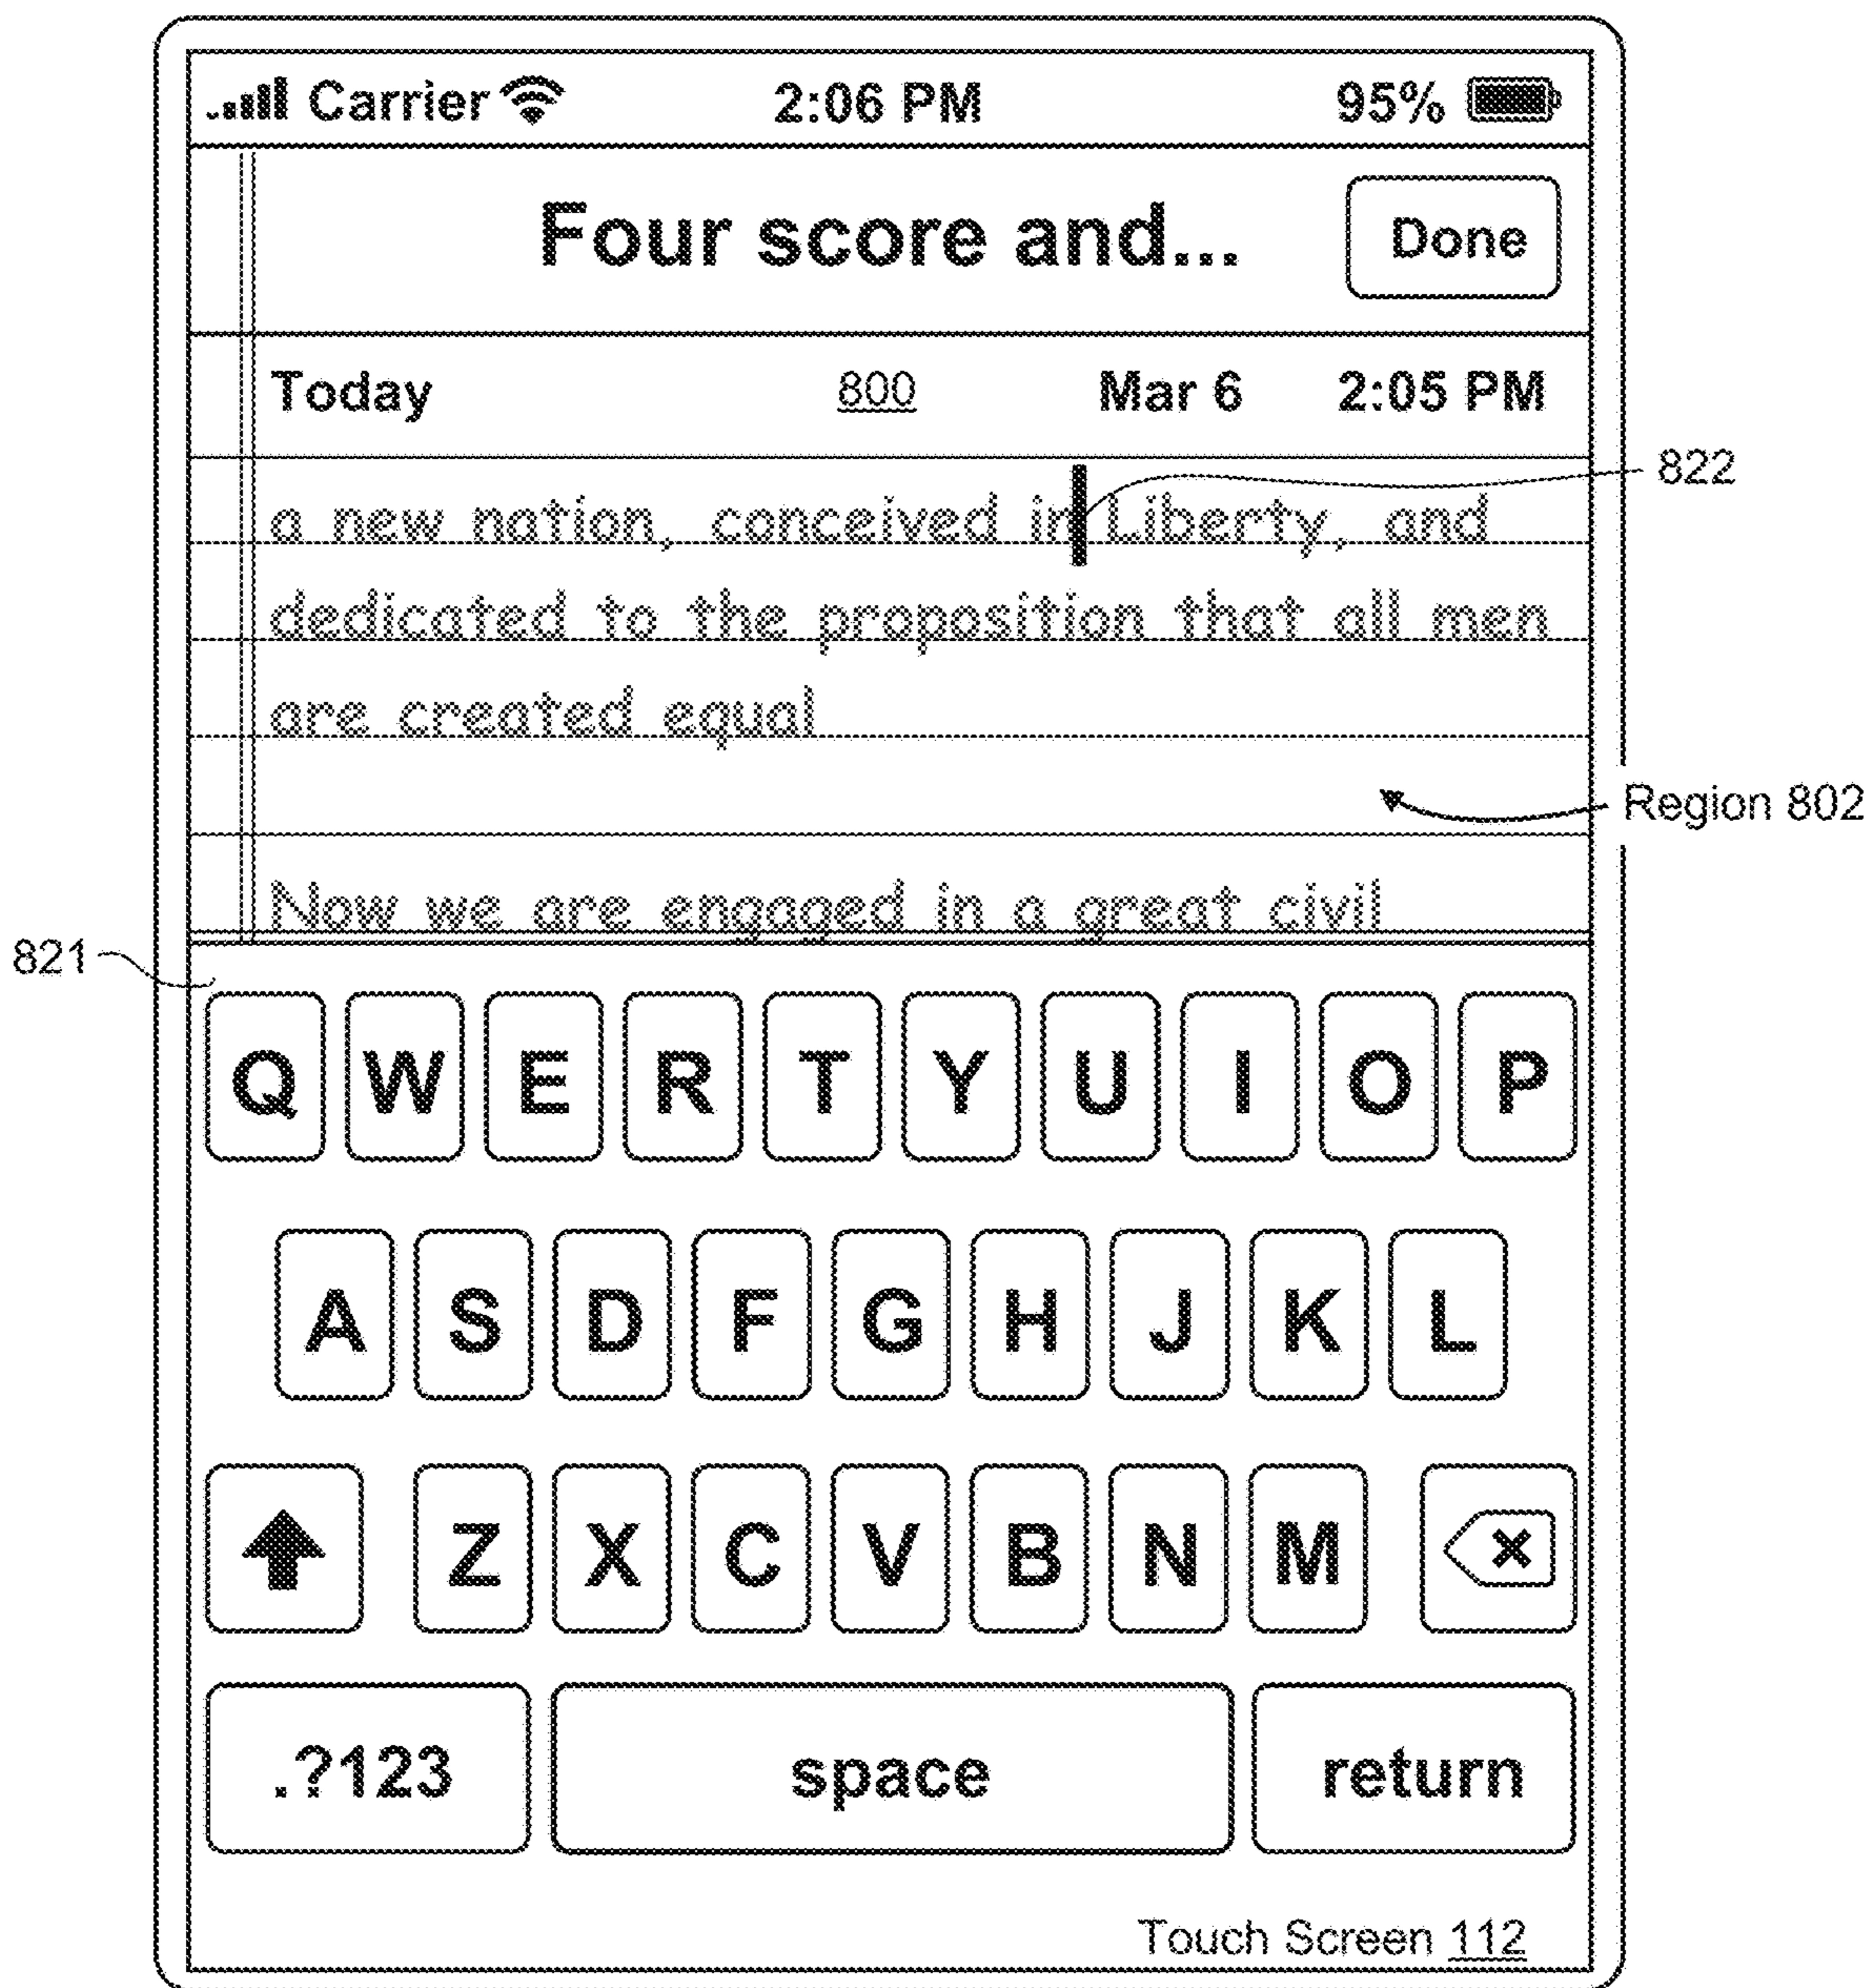 Carrier 2:06 PM 95%
Four score and... Done
Today 800 Mar 6 2:05 PM
822
a new nation, conceived in Liberty, and
dedicated to the proposition that all men
are created equal
Region 802
Now we are engaged in a great civil
821
Q W E R T Y U I O P
A S D F G H J K L
Z X C V B N M
.?123 space return
Touch Screen 112